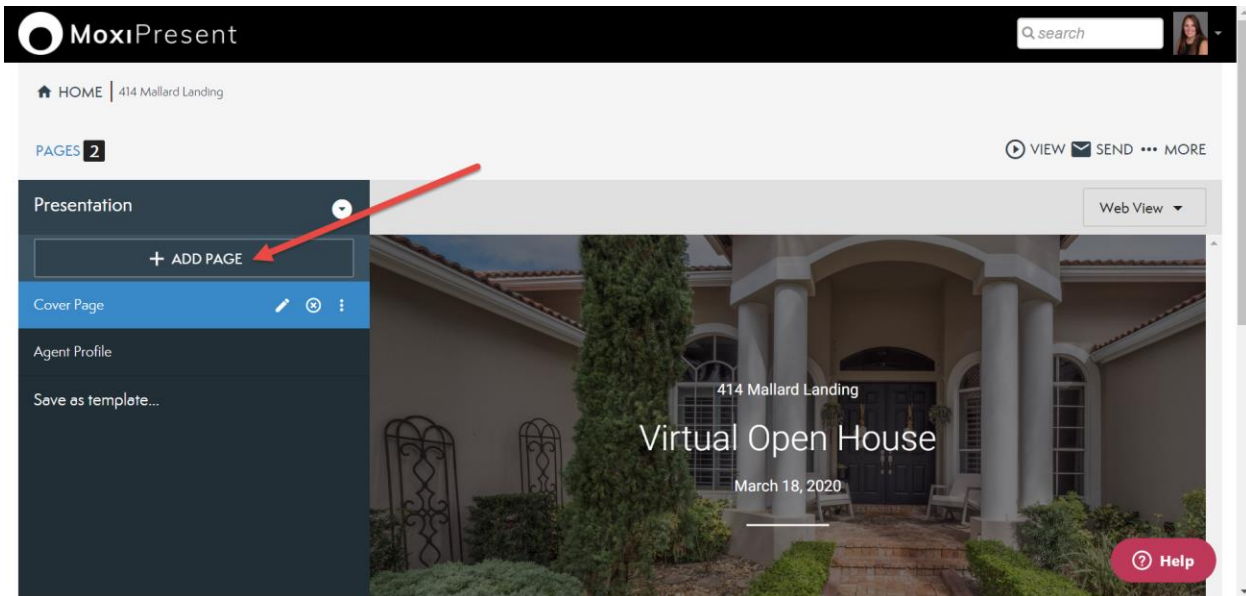 MoxiPresent
search
HOME | 414 Mallard Landing
PAGES 2
VIEW SEND ••• MORE
Presentation
Web View
+ ADD PAGE
Cover Page
Agent Profile
Save as template...
414 Mallard Landing
Virtual Open House
March 18, 2020
? Help